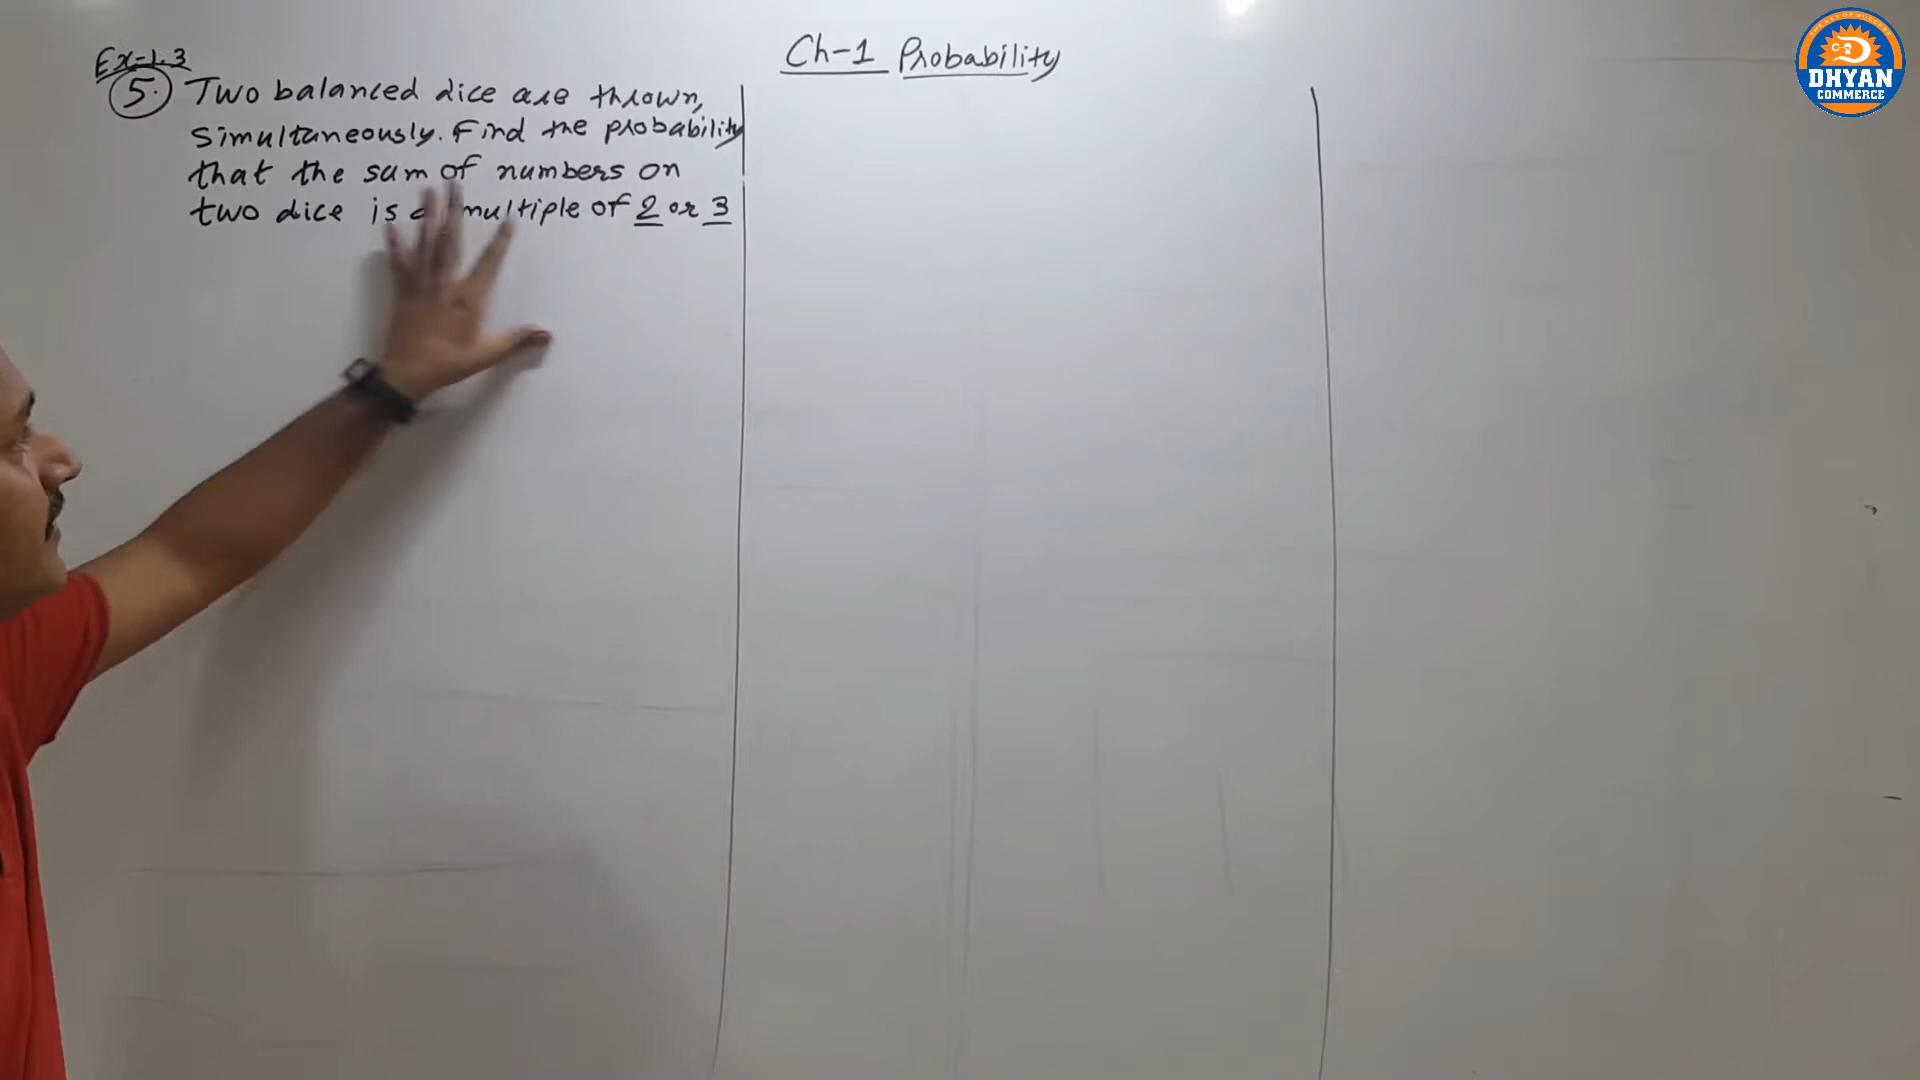 Ch-1 Probability
Ex-1.3
5. Two balanced dice are thrown,
simultaneously. Find the probability
that the sum of numbers on
two dice is a multiple of 2 or 3
DHYAN
COMMERCE